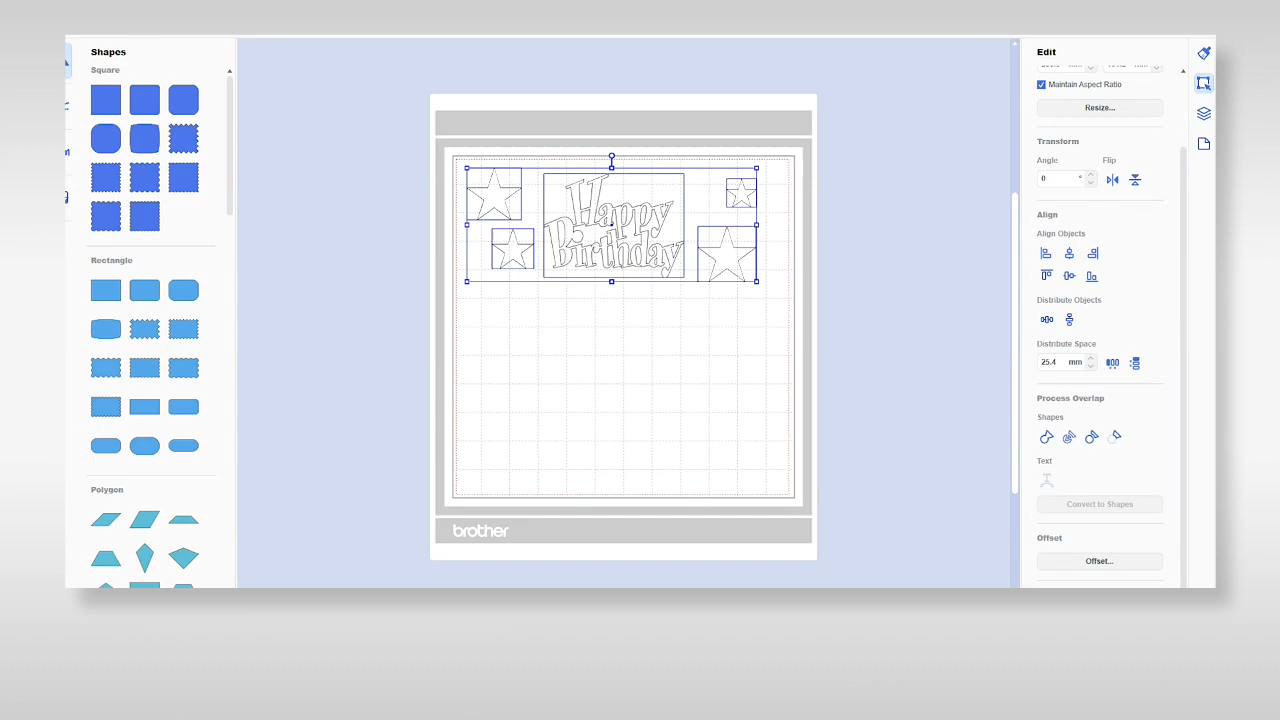 Shapes
Square
Rectangle
Polygon
Happy
Birthday
brother
Edit
Maintain Aspect Ratio
Resize...
Transform
Angle
Flip
0 °
Align
Align Objects
Distribute Objects
Distribute Space
25.4 mm
Process Overlap
Shapes
Text
Convert to Shapes
Offset
Offset...